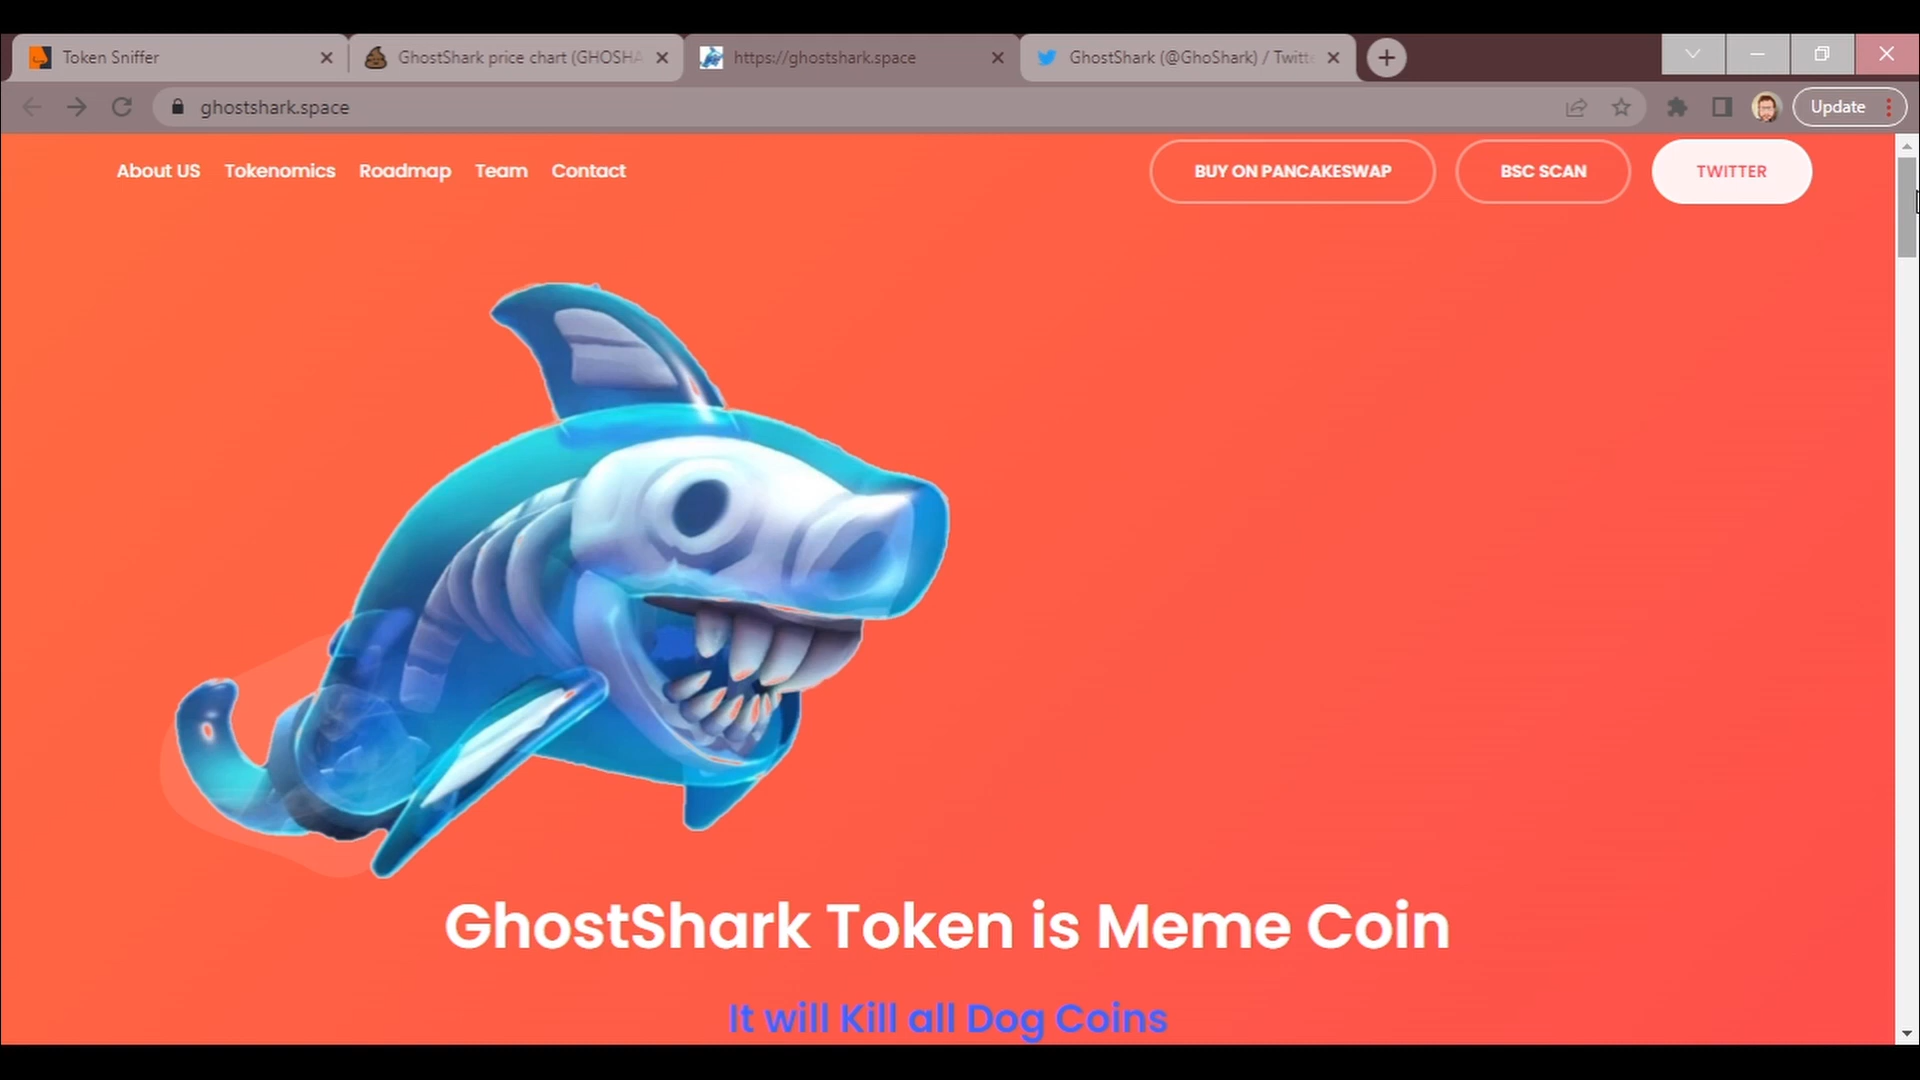 Token Sniffer
GhostShark price chart (GHOSHA
https://ghostshark.space
GhostShark (@GhoShark) / Twitte
ghostshark.space
Update
About US
Tokenomics
Roadmap
Team
Contact
BUY ON PANCAKESWAP
BSC SCAN
TWITTER
GhostShark Token is Meme Coin
It will Kill all Dog Coins